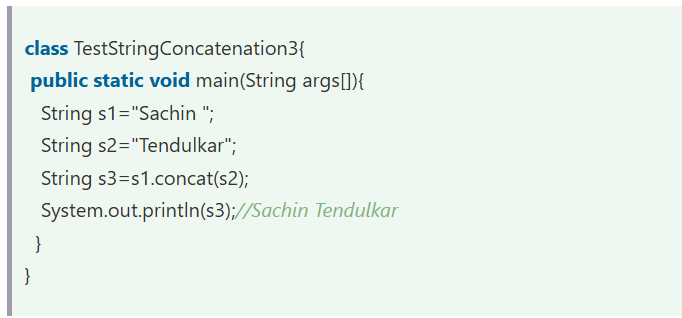 class TestStringConcatenation3{
public static void main(String args[]){
String s1="Sachin ";
String s2="Tendulkar";
String s3=s1.concat(s2);
System.out.println(s3);//Sachin Tendulkar
}
}